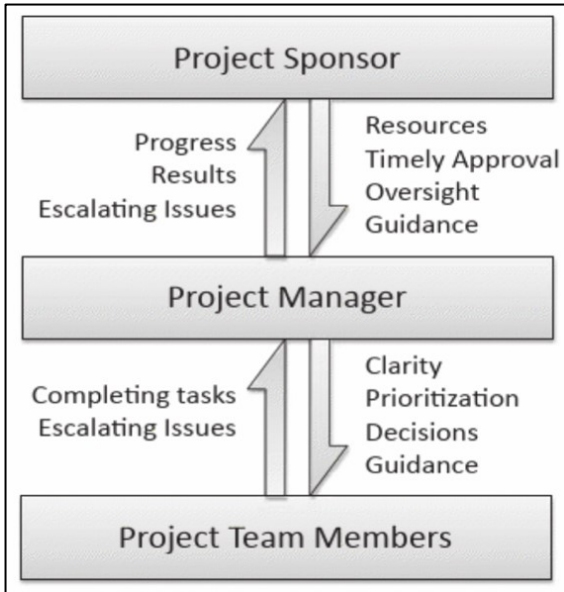 Project Sponsor
Progress
Results
Escalating Issues
Resources
Timely Approval
Oversight
Guidance
Project Manager
Completing tasks
Escalating Issues
Clarity
Prioritization
Decisions
Guidance
Project Team Members